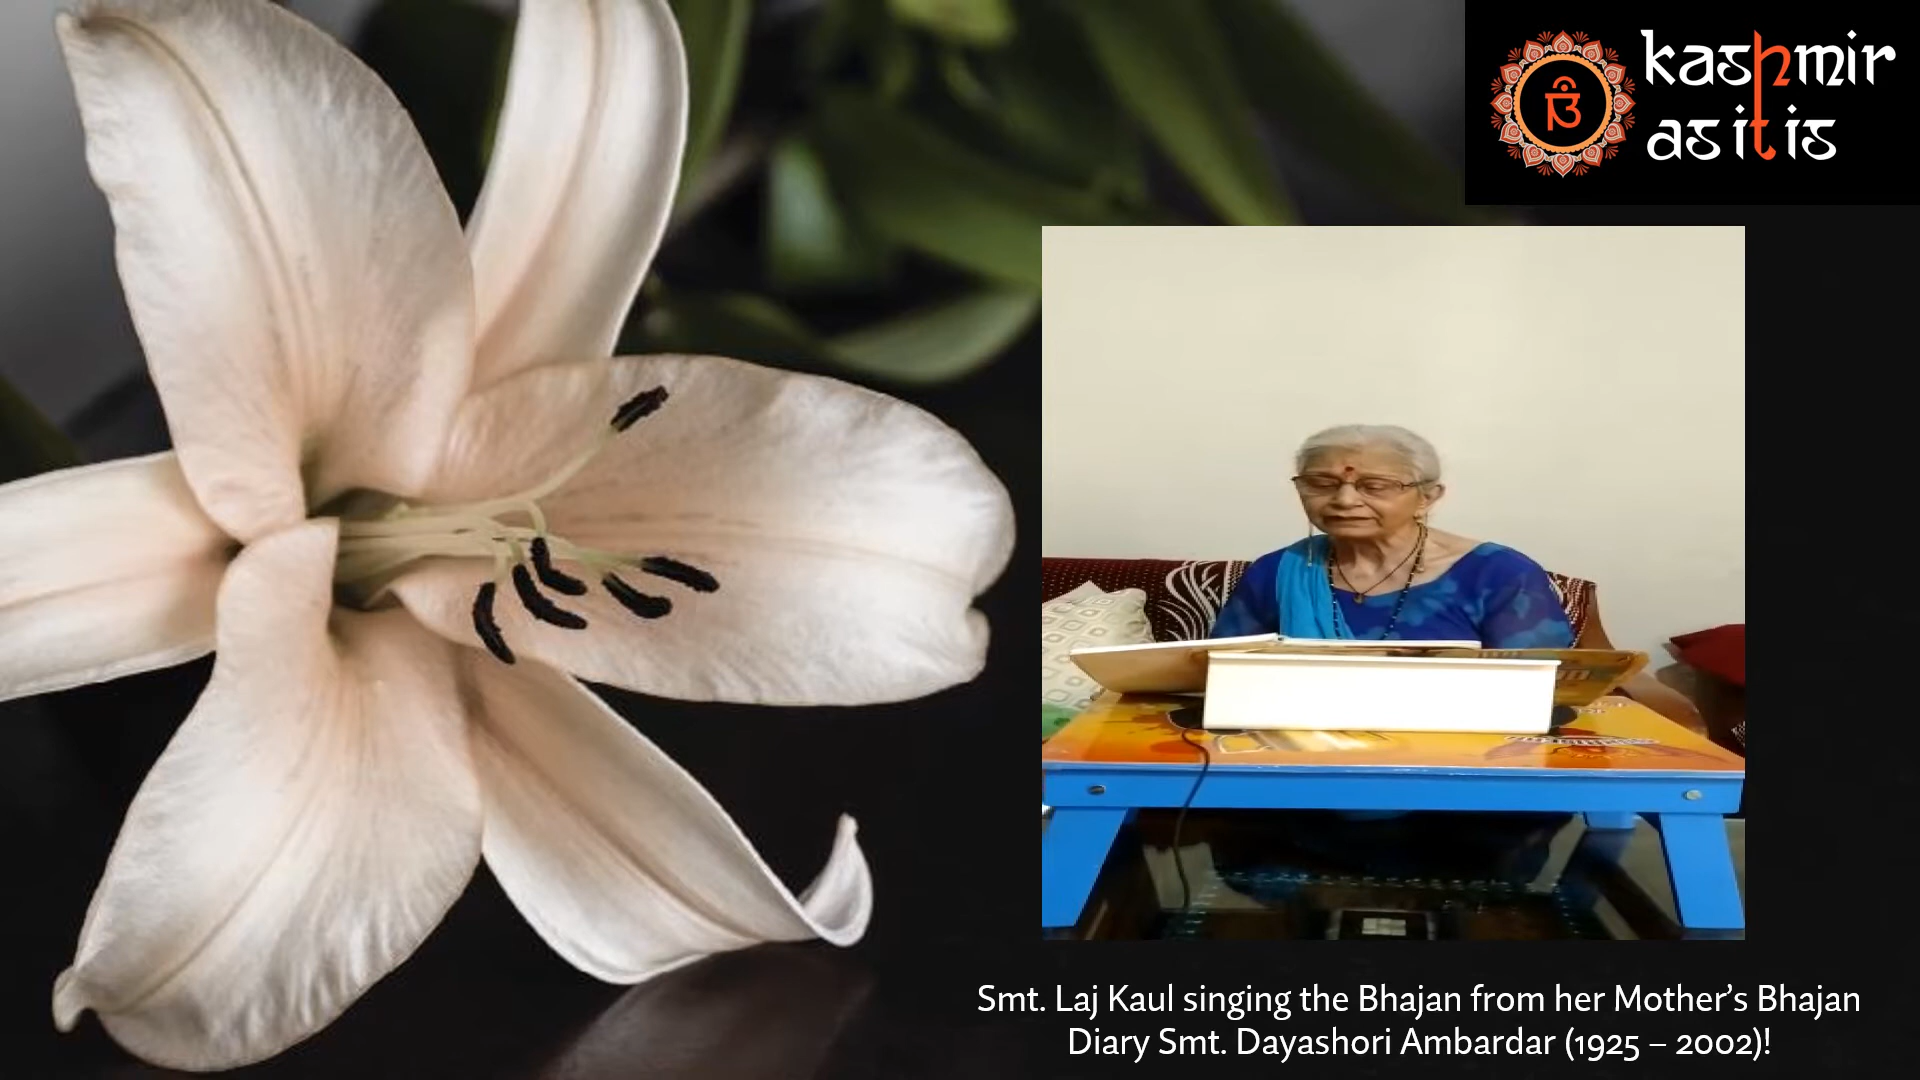 kashmir
as it is
Smt. Laj Kaul singing the Bhajan from her Mother’s Bhajan
Diary Smt. Dayashori Ambardar (1925 – 2002)!